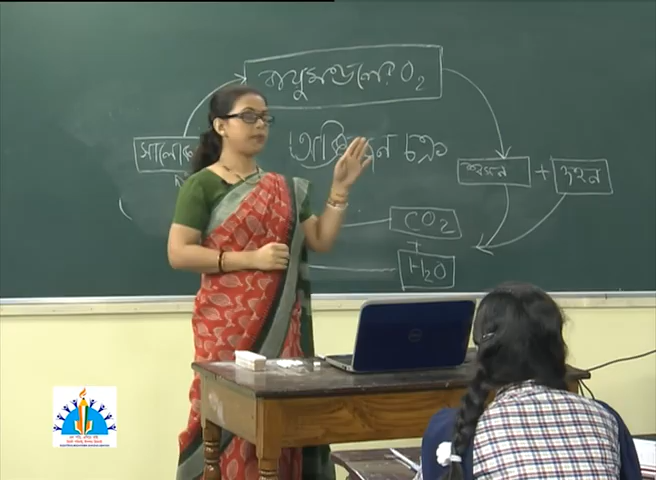 বায়ুমণ্ডলের O₂
অক্সিজেন চক্র
সালোক
শ্বসন + দহন
CO₂
+
H₂O